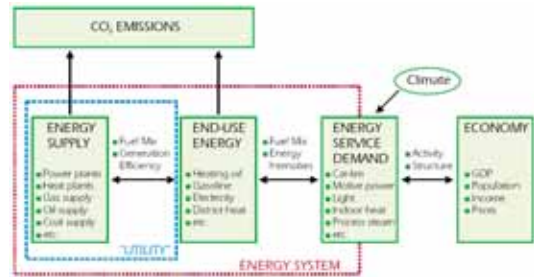 CO₂ EMISSIONS
Climate
ENERGY
SUPPLY
Power plants
Heat plants
Gas supply
Oil supply
Coal supply
etc
Fuel Mix
Generation
Efficiency
"UTILITY"
END-USE
ENERGY
Heating oil
Gasoline
Electricity
District heat
etc
Fuel Mix
Energy
Intensities
ENERGY
SERVICE
DEMAND
Car-km
Motive power
Light
Indoor heat
Process steam
etc
Activity
Structure
ECONOMY
GDP
Population
Income
Prices
ENERGY SYSTEM